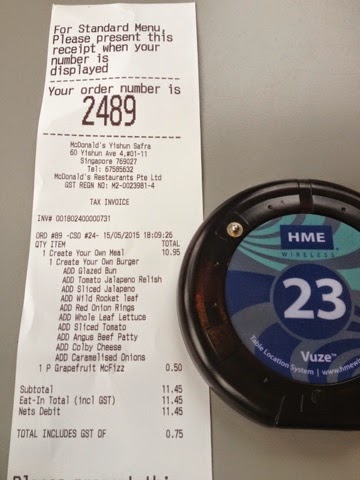 For Standard Menu,
Please present this
receipt when your
number is
displayed
Your order number is
2489
McDonald's Yishun Safra
60 Yishun Ave 4,#01-11
Singapore 769027
Tel: 67585632
McDonald's Restaurants Pte Ltd
GST REGN NO: M2-0023981-4
TAX INVOICE
INV# 001802400000731
ORD #89 -CSO #24- 15/05/2015 18:09:26
QTY ITEM TOTAL
1 Create Your Own Meal 10.95
1 Create Your Own Burger
ADD Glazed Bun
ADD Tomato Jalapeno Relish
ADD Sliced Jalapeno
ADD Wild Rocket leaf
ADD Red Onion Rings
ADD Whole Leaf Lettuce
ADD Sliced Tomato
ADD Angus Beef Patty
ADD Colby Cheese
ADD Caramelised Onions
1 P Grapefruit McFizz 0.50
Subtotal 11.45
Eat-In Total (incl GST) 11.45
Nets Debit 11.45
TOTAL INCLUDES GST OF 0.75
Please present this
HME
WIRELESS
23
Vuze™
Table Location System | www.hmewi